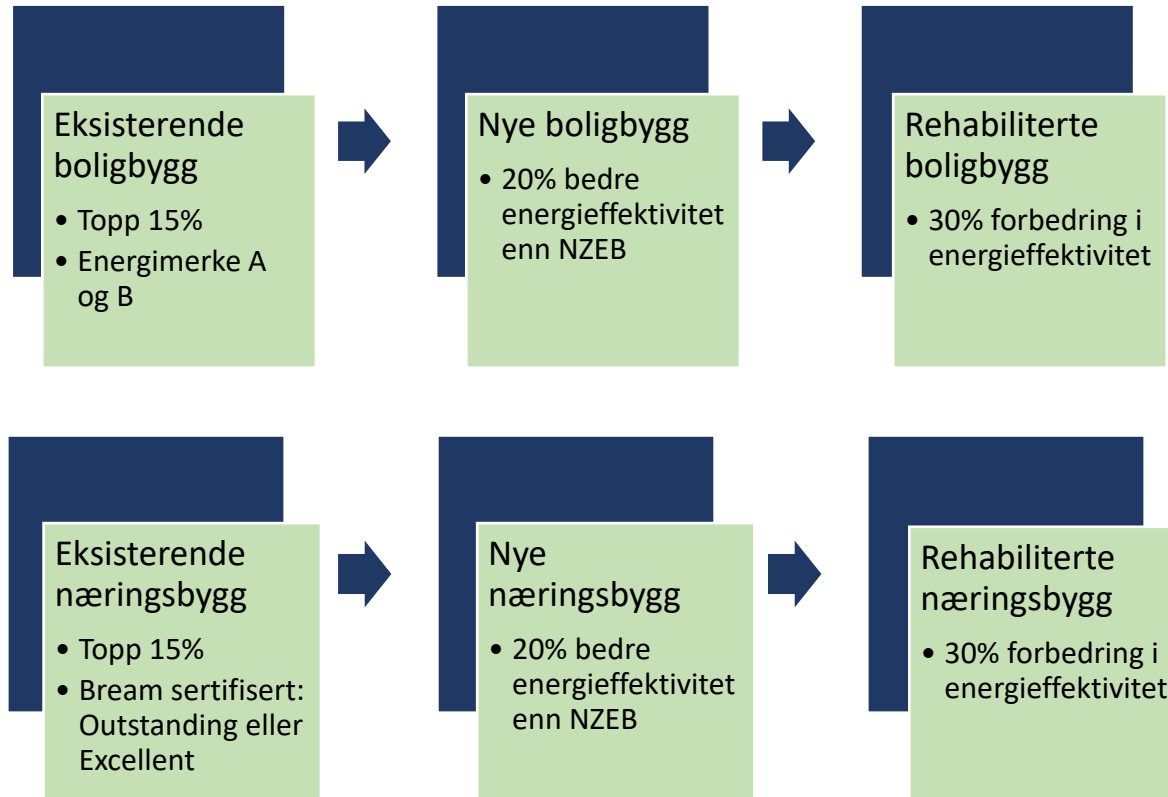 Eksisterende
boligbygg
• Topp 15%
• Energimerke A
og B
Nye boligbygg
• 20% bedre
energieffektivitet
enn NZEB
Rehabiliterte
boligbygg
• 30% forbedring i
energieffektivitet
Eksisterende
næringsbygg
• Topp 15%
• Bream sertifisert:
Outstanding eller
Excellent
Nye
næringsbygg
• 20% bedre
energieffektivitet
enn NZEB
Rehabiliterte
næringsbygg
• 30% forbedring i
energieffektivitet